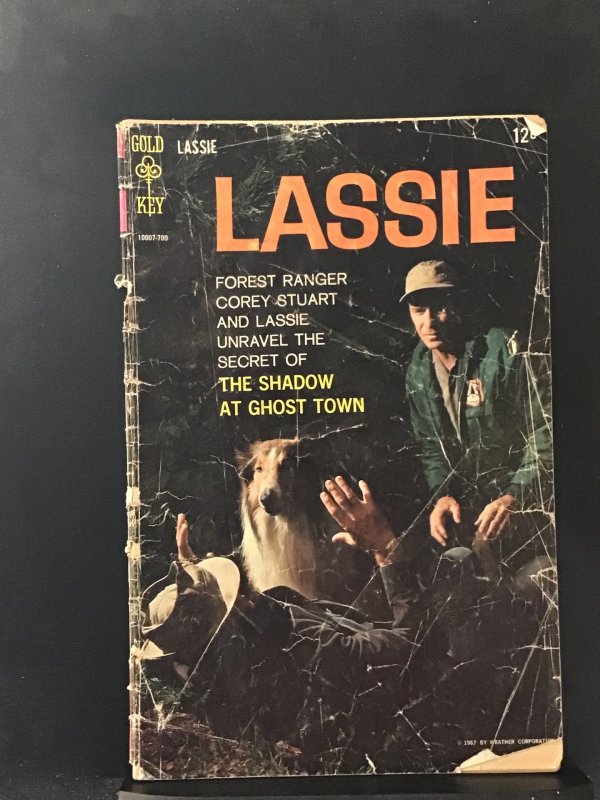 GOLD
KEY
LASSIE
12¢
10007-709
LASSIE
FOREST RANGER
COREY STUART
AND LASSIE
UNRAVEL THE
SECRET OF
THE SHADOW
AT GHOST TOWN
© 1967 BY WRATHER CORPORATION